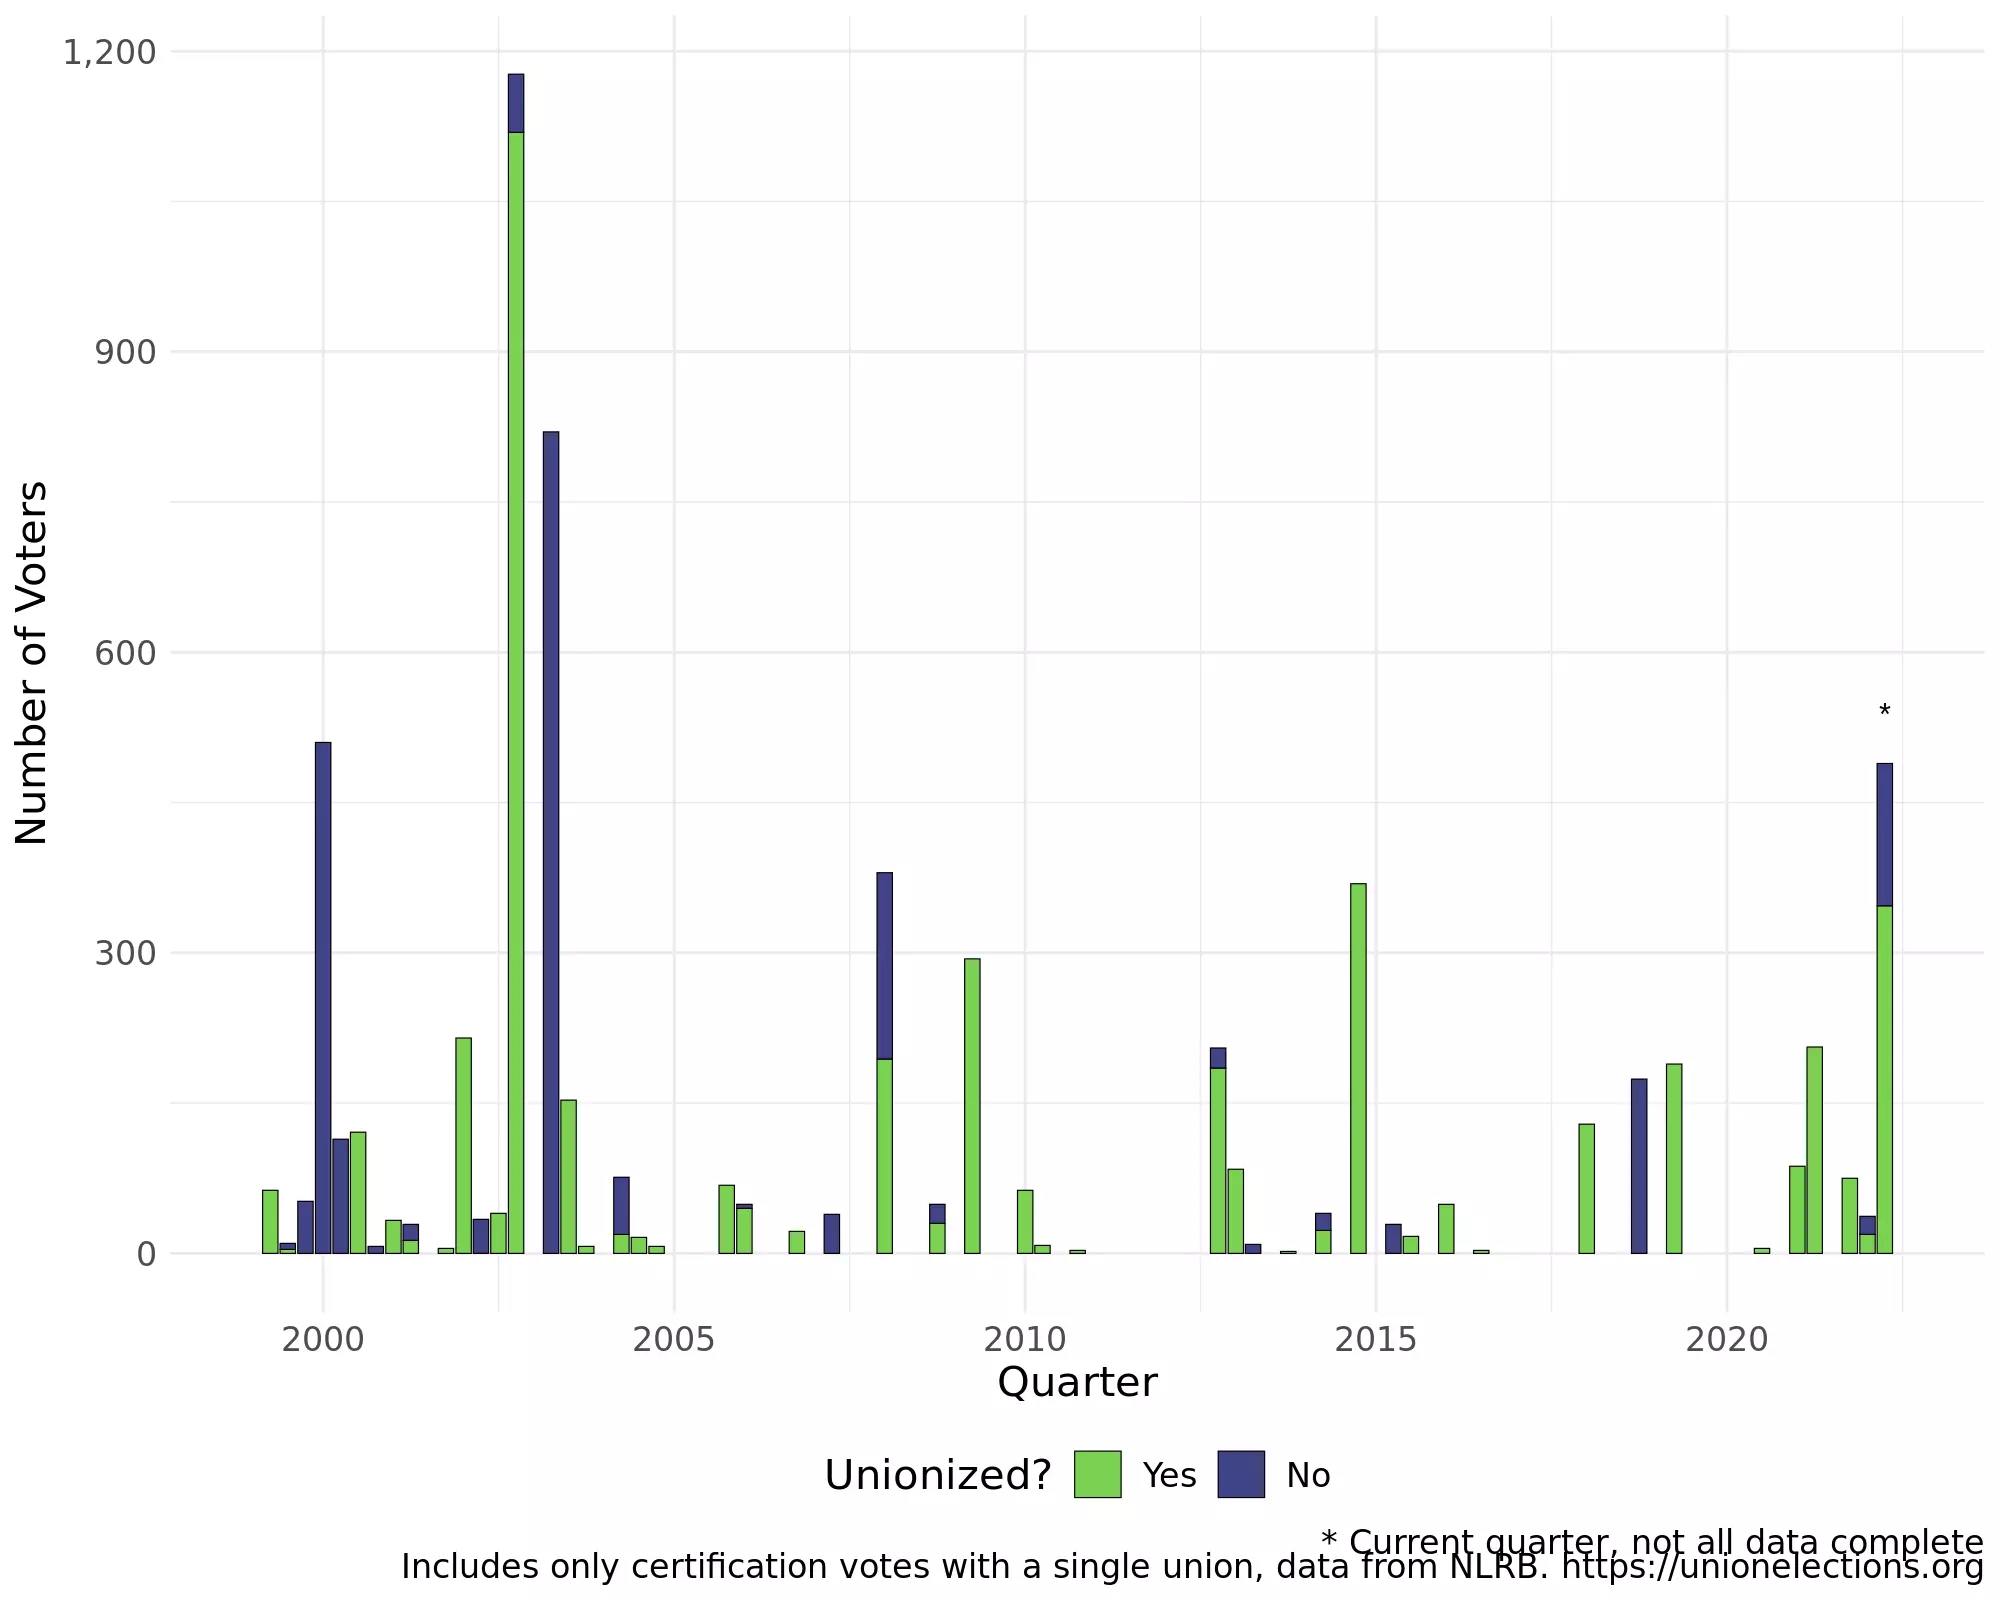 1,200
900
600
300
0
Number of Voters
*
2000 2005 2010 2015 2020
Quarter
Unionized? Yes No
* Current quarter, not all data complete
Includes only certification votes with a single union, data from NLRB. https://unionelections.org